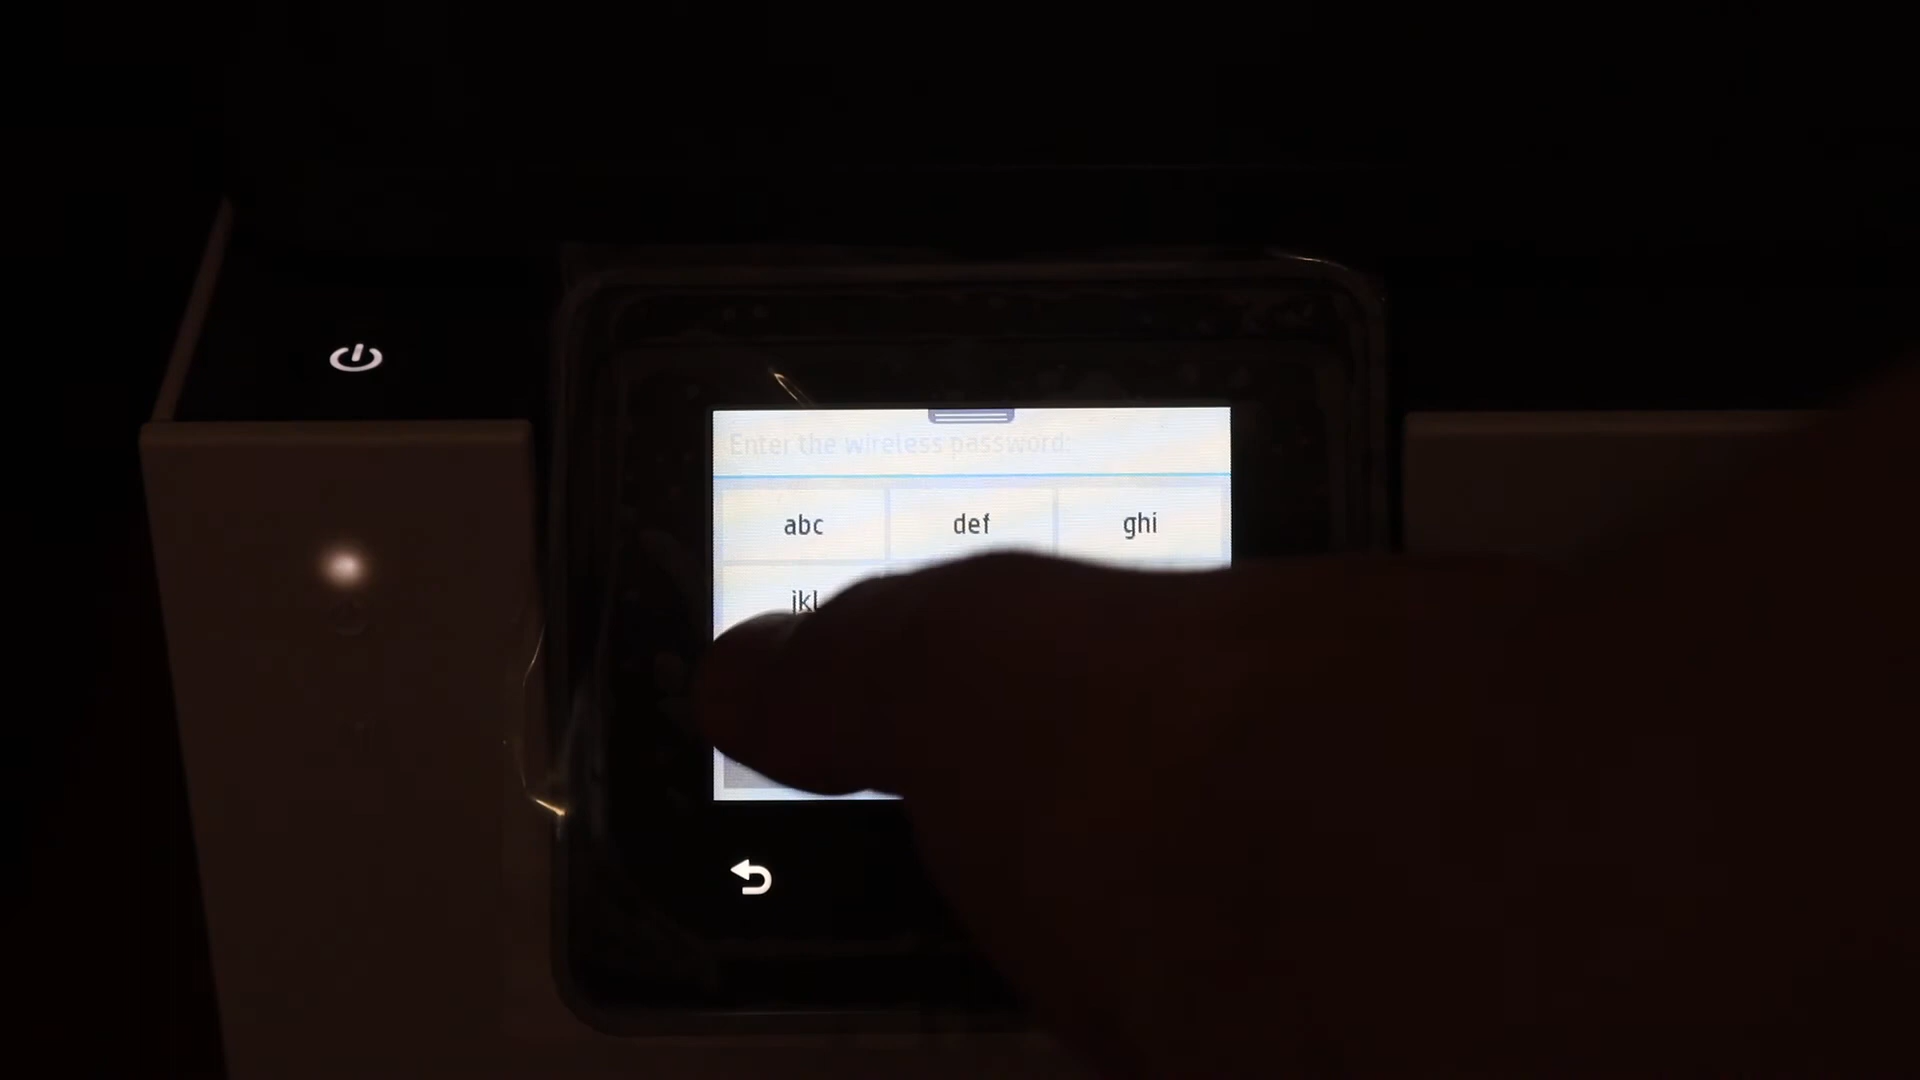 Enter the wireless password:
abc
def
ghi
jkl